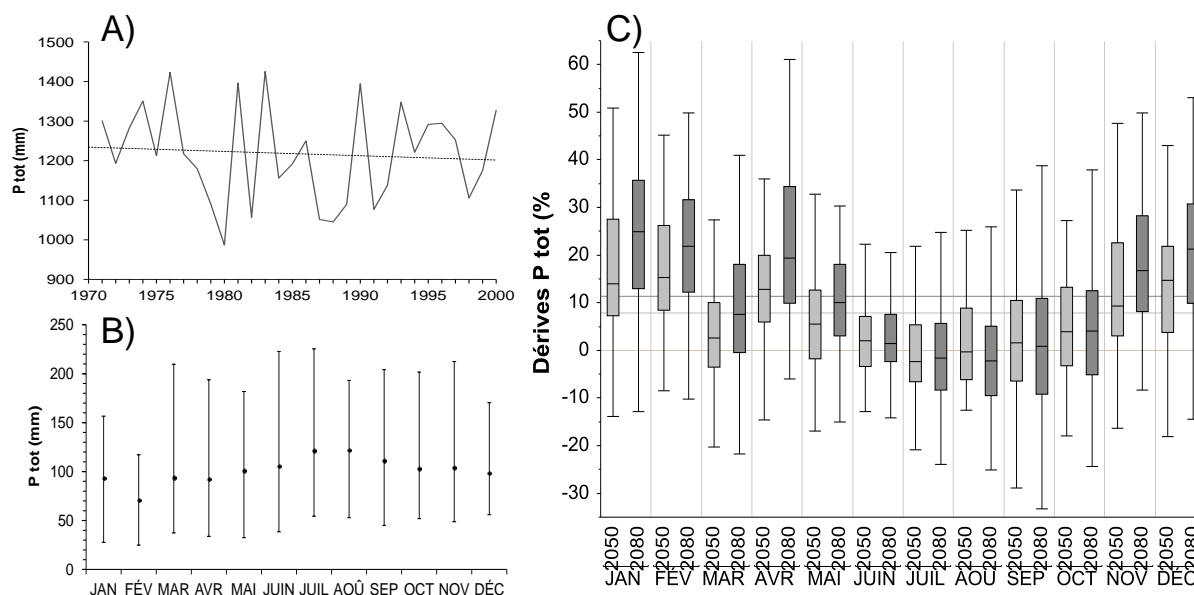 A)
P tot (mm)
1500
1400
1300
1200
1100
1000
900
1970 1975 1980 1985 1990 1995 2000
B)
P tot (mm)
250
200
150
100
50
0
JAN FÉV MAR AVR MAI JUIN JUIL AOÛ SEP OCT NOV DÉC
C)
Dérives P tot (%
60
50
40
30
20
10
0
-10
-20
-30
2050 2080 2050 2080 2050 2080 2050 2080 2050 2080 2050 2080 2050 2080 2050 2080 2050 2080 2050 2080 2050 2080 2050 2080
JAN FÉV MAR AVR MAI JUIN JUIL AOU SEP OCT NOV DÉC